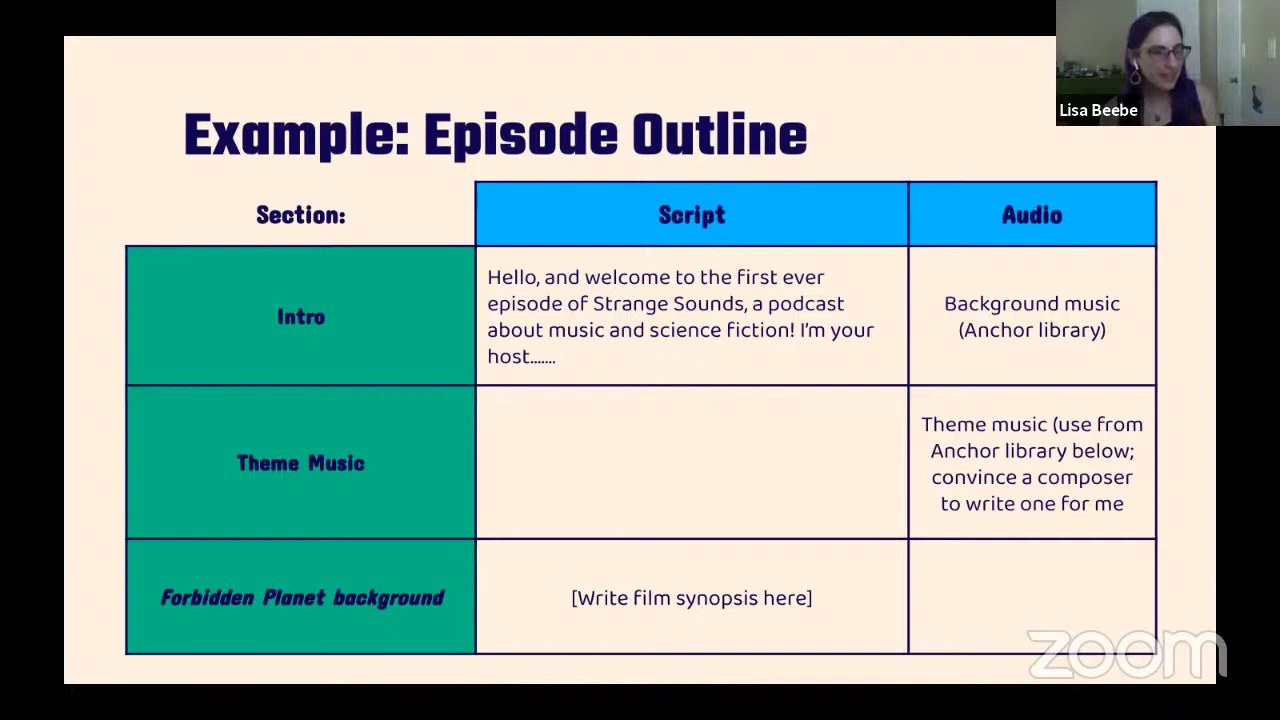 Lisa Beebe
Example: Episode Outline
Section:
Script
Audio
Intro
Hello, and welcome to the first ever
episode of Strange Sounds, a podcast
about music and science fiction! I'm your
host.......
Background music
(Anchor library)
Theme Music
Theme music (use from
Anchor library below;
convince a composer
to write one for me
Forbidden Planet background
[Write film synopsis here]
zoom